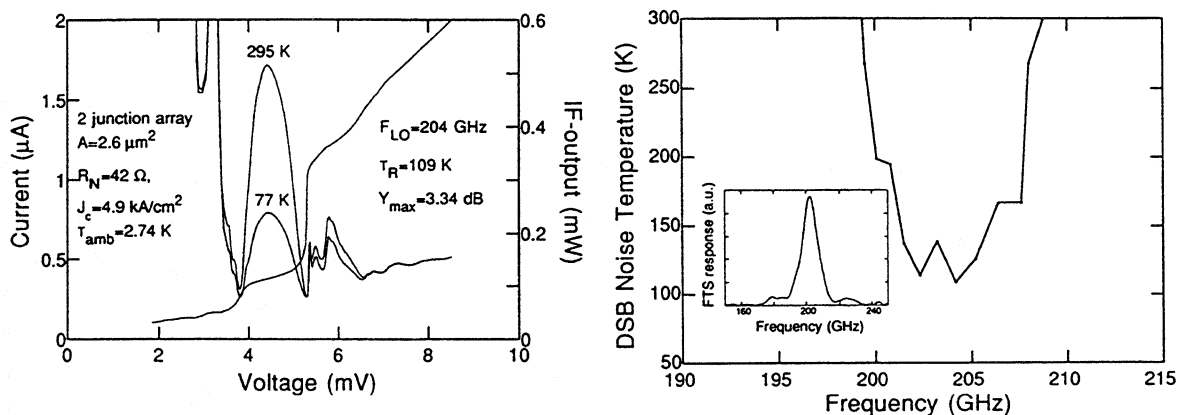 2
1.5
1
0.5
0
Current (μA)
0 2 4 6 8 10
Voltage (mV)
0.6
0.4
0.2
0
IF-output (mW)
295 K
77 K
2 junction array
A=2.6 μm²
R_N=42 Ω,
J_c=4.9 kA/cm²
T_amb=2.74 K
F_LO=204 GHz
T_R=109 K
Y_max=3.34 dB
300
250
200
150
100
50
DSB Noise Temperature (K)
190 195 200 205 210 215
Frequency (GHz)
FTS response (a.u.)
160 200 240
Frequency (GHz)